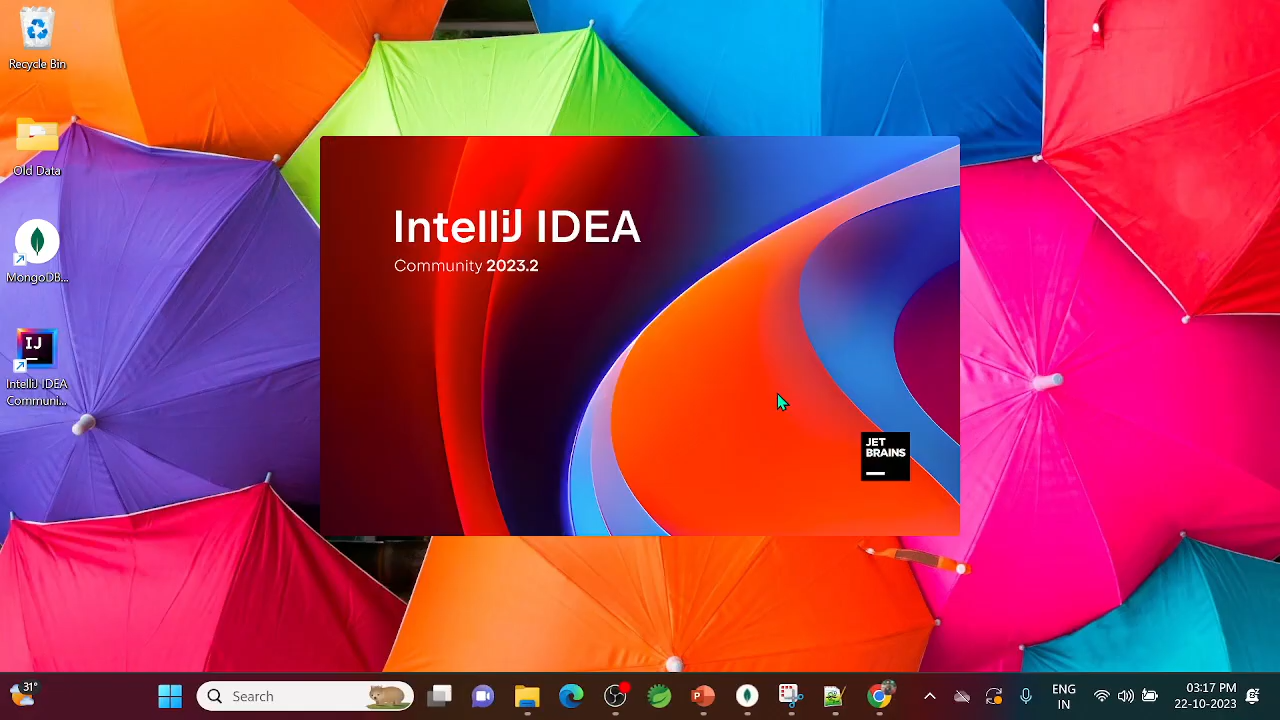 Recycle Bin
Old Data
MongoDB...
IJ
IntelliJ IDEA
Communi...
IntelliJ IDEA
Community 2023.2
JET
BRAINS
31°
Search
ENG
IN
03:17 PM
22-10-2023